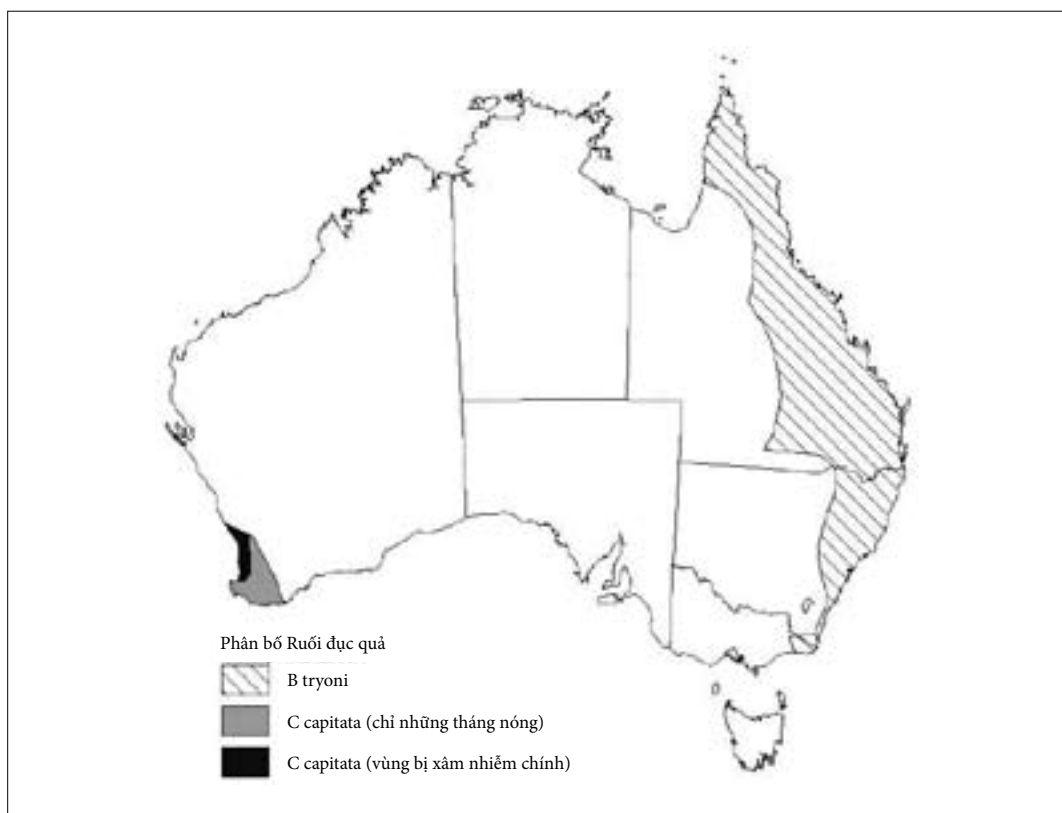 Phân bố Ruồi đục quả
B tryoni
C capitata (chỉ những tháng nóng)
C capitata (vùng bị xâm nhiễm chính)